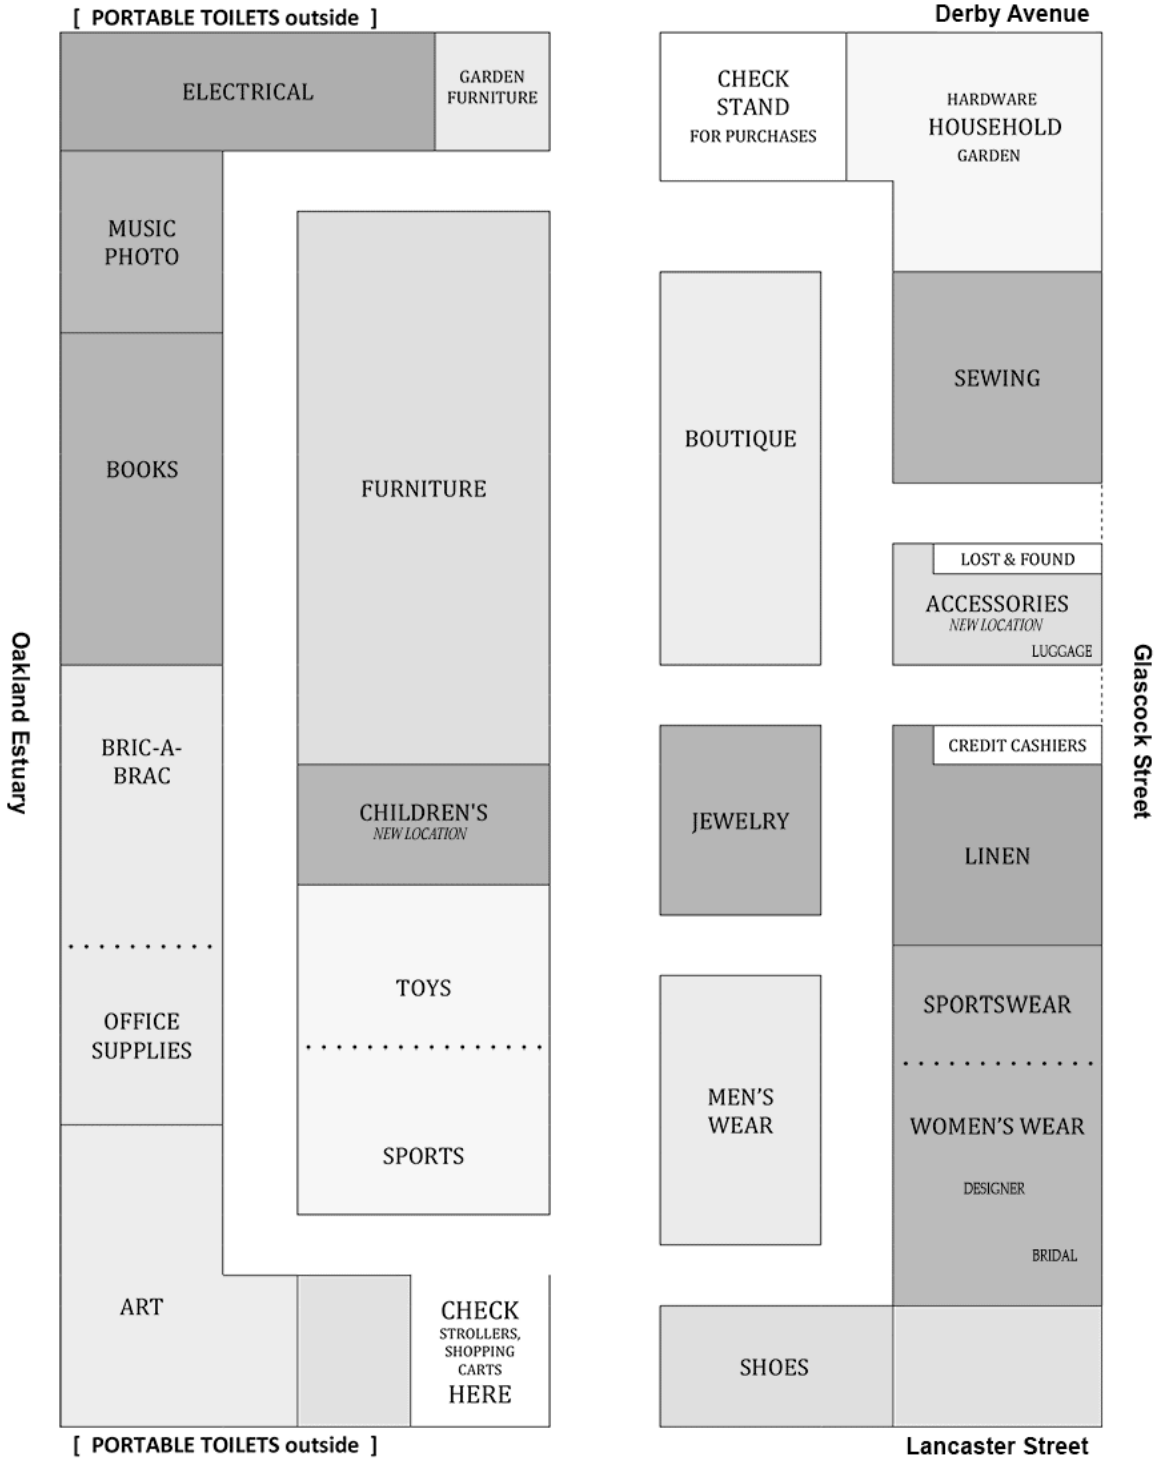 [  PORTABLE TOILETS outside  ]
Derby Avenue
ELECTRICAL
GARDEN
FURNITURE
CHECK
STAND
FOR PURCHASES
HARDWARE
HOUSEHOLD
GARDEN
MUSIC
PHOTO
BOOKS
FURNITURE
BOUTIQUE
SEWING
LOST & FOUND
ACCESSORIES
NEW LOCATION
LUGGAGE
Oakland Estuary
Glascock Street
BRIC-A-
BRAC
CHILDREN'S
NEW LOCATION
JEWELRY
CREDIT CASHIERS
LINEN
OFFICE
SUPPLIES
TOYS
SPORTS
MEN’S
WEAR
SPORTSWEAR
WOMEN’S WEAR
DESIGNER
BRIDAL
ART
CHECK
STROLLERS,
SHOPPING
CARTS
HERE
SHOES
[  PORTABLE TOILETS outside  ]
Lancaster Street